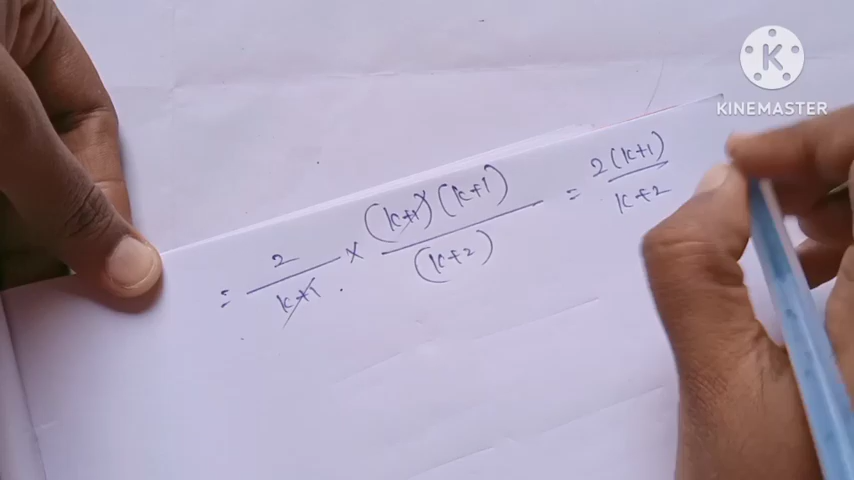 KINEMASTER
= 2/(k+1) × (k+1)(k+1)/(k+2) = 2(k+1)/k+2